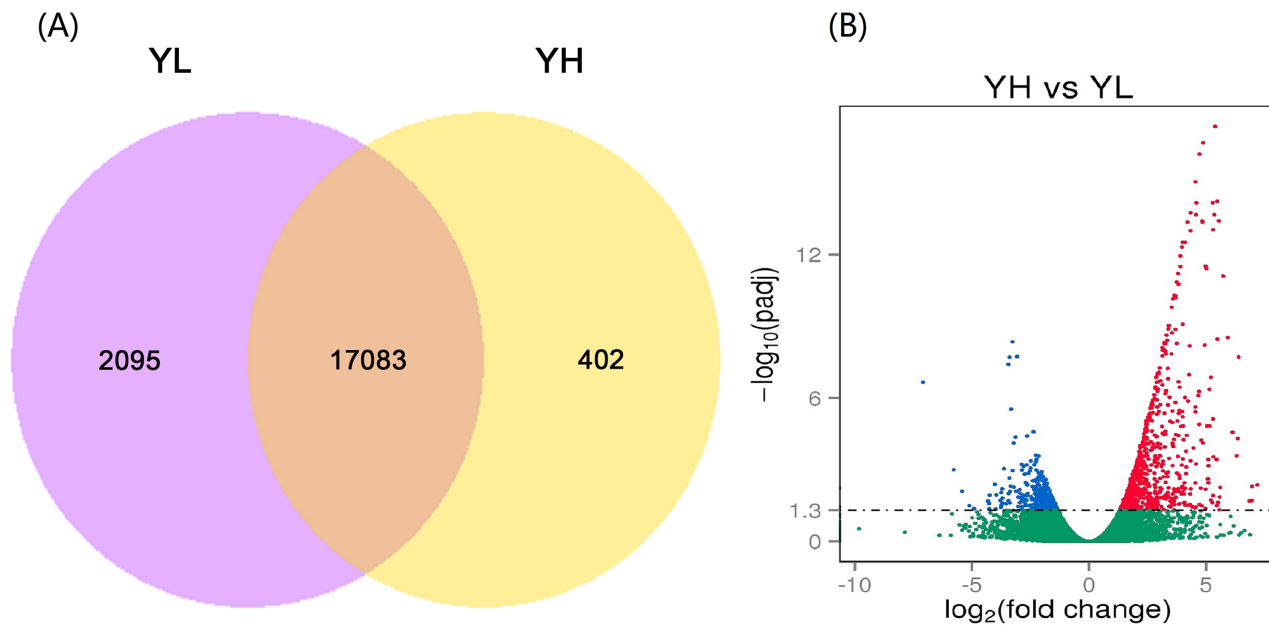 (A)
YL
YH
2095
17083
402
(B)
YH vs YL
−log₁₀(padj)
12
6
1.3
0
-10
-5
0
5
log₂(fold change)